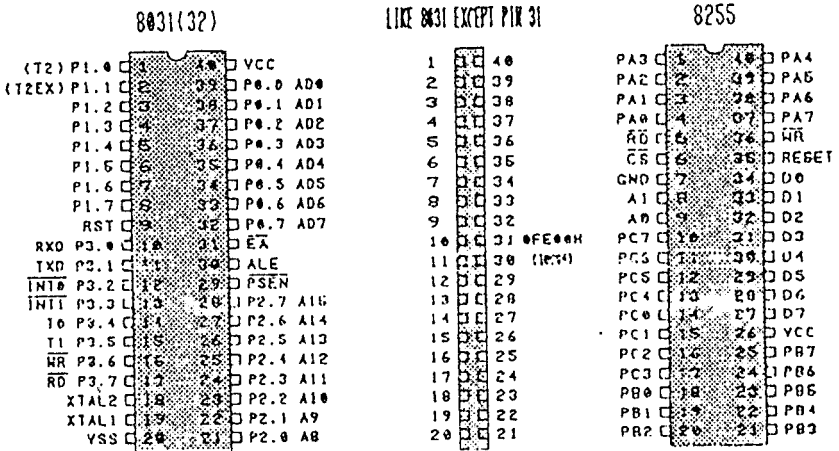 8031(32)
(T2) P1.0 1 40 VCC
(T2EX) P1.1 2 39 P0.0 AD0
P1.2 3 38 P0.1 AD1
P1.3 4 37 P0.2 AD2
P1.4 5 36 P0.3 AD3
P1.5 6 35 P0.4 AD4
P1.6 7 34 P0.5 AD5
P1.7 8 33 P0.6 AD6
RST 9 32 P0.7 AD7
RXD P3.0 10 31 EA
TXD P3.1 11 30 ALE
INT0 P3.2 12 29 PSEN
INT1 P3.3 13 28 P2.7 A15
T0 P3.4 14 27 P2.6 A14
T1 P3.5 15 26 P2.5 A13
WR P3.6 16 25 P2.4 A12
RD P3.7 17 24 P2.3 A11
XTAL2 18 23 P2.2 A10
XTAL1 19 22 P2.1 A9
VSS 20 21 P2.0 A8
LIKE 8031 EXCEPT PIN 31
1 40
2 39
3 38
4 37
5 36
6 35
7 34
8 33
9 32
10 31 0FE00H
11 30
12 29
13 28
14 27
15 26
16 25
17 24
18 23
19 22
20 21
8255
PA3 1 40 PA4
PA2 2 39 PA5
PA1 3 38 PA6
PA0 4 37 PA7
RD 5 36 WR
CS 6 35 RESET
GND 7 34 D0
A1 8 33 D1
A0 9 32 D2
PC7 10 31 D3
PC6 11 30 D4
PC5 12 29 D5
PC4 13 28 D6
PC0 14 27 D7
PC1 15 26 VCC
PC2 16 25 PB7
PC3 17 24 PB6
PB0 18 23 PB5
PB1 19 22 PB4
PB2 20 21 PB3